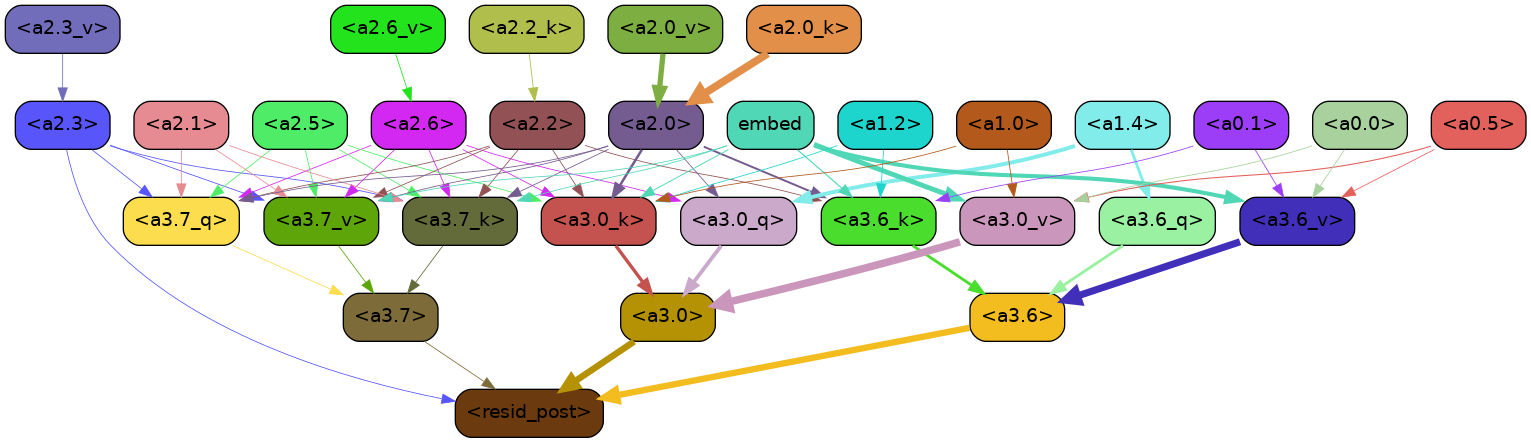 <a2.3_v> <a2.6_v> <a2.2_k> <a2.0_v> <a2.0_k>
<a2.3> <a2.1> <a2.5> <a2.6> <a2.2> <a2.0> embed <a1.2> <a1.0> <a1.4> <a0.1> <a0.0> <a0.5>
<a3.7_q> <a3.7_v> <a3.7_k> <a3.0_k> <a3.0_q> <a3.6_k> <a3.0_v> <a3.6_q> <a3.6_v>
<a3.7> <a3.0> <a3.6>
<resid_post>